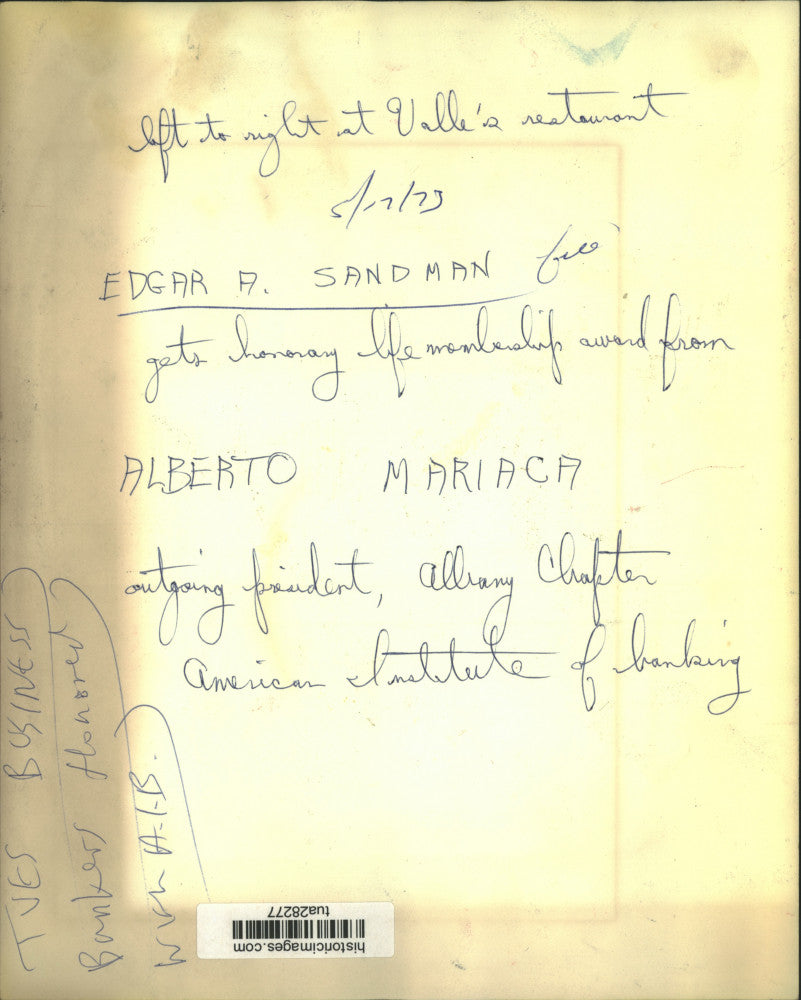 left to right at Valle's restaurant
5/17/73
EDGAR A. SANDMAN file
gets honorary life membership award from
ALBERTO MARIACA
outgoing president, Albany Chapter
American Institute of banking
TUES BUSINESS
Bankers Honored
A.I.B.
historicimages.com
tua28277